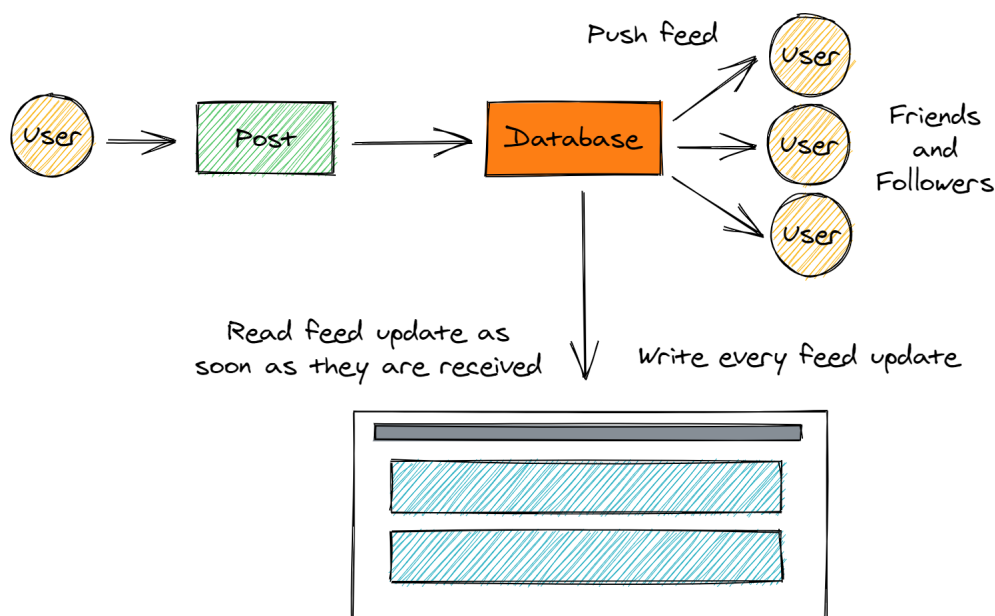 Push feed
User
User
Post
Database
User
User
Friends
and
Followers
Read feed update as
soon as they are received
Write every feed update